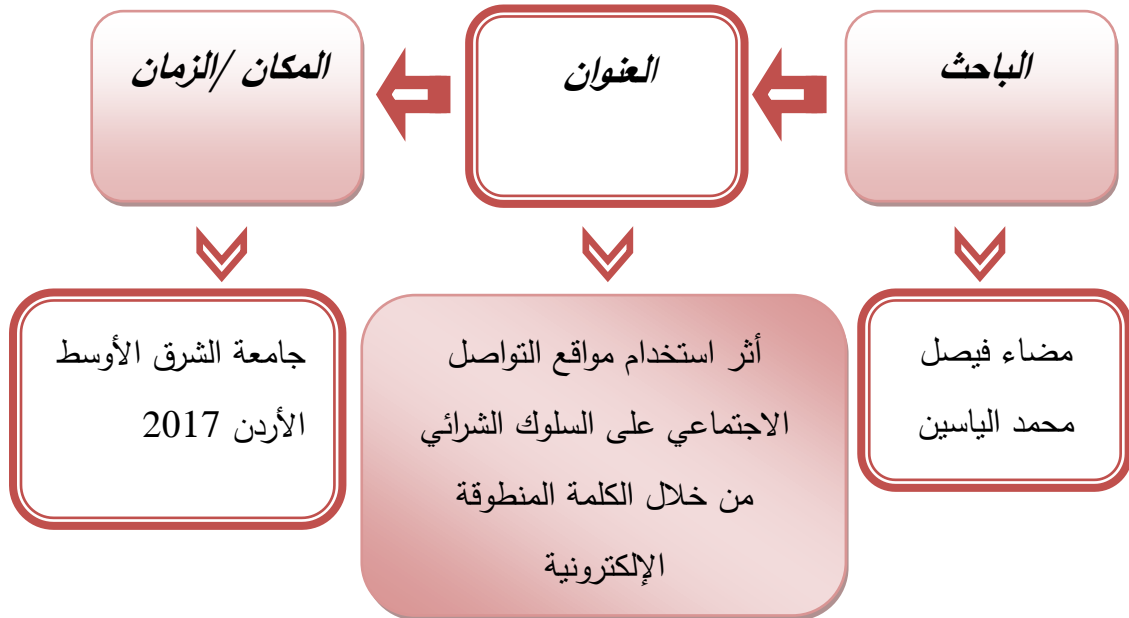 الباحث
العنوان
المكان /الزمان
مضاء فيصل
محمد الياسين
أثر استخدام مواقع التواصل
الاجتماعي على السلوك الشرائي
من خلال الكلمة المنطوقة
الإلكترونية
جامعة الشرق الأوسط
الأردن 2017